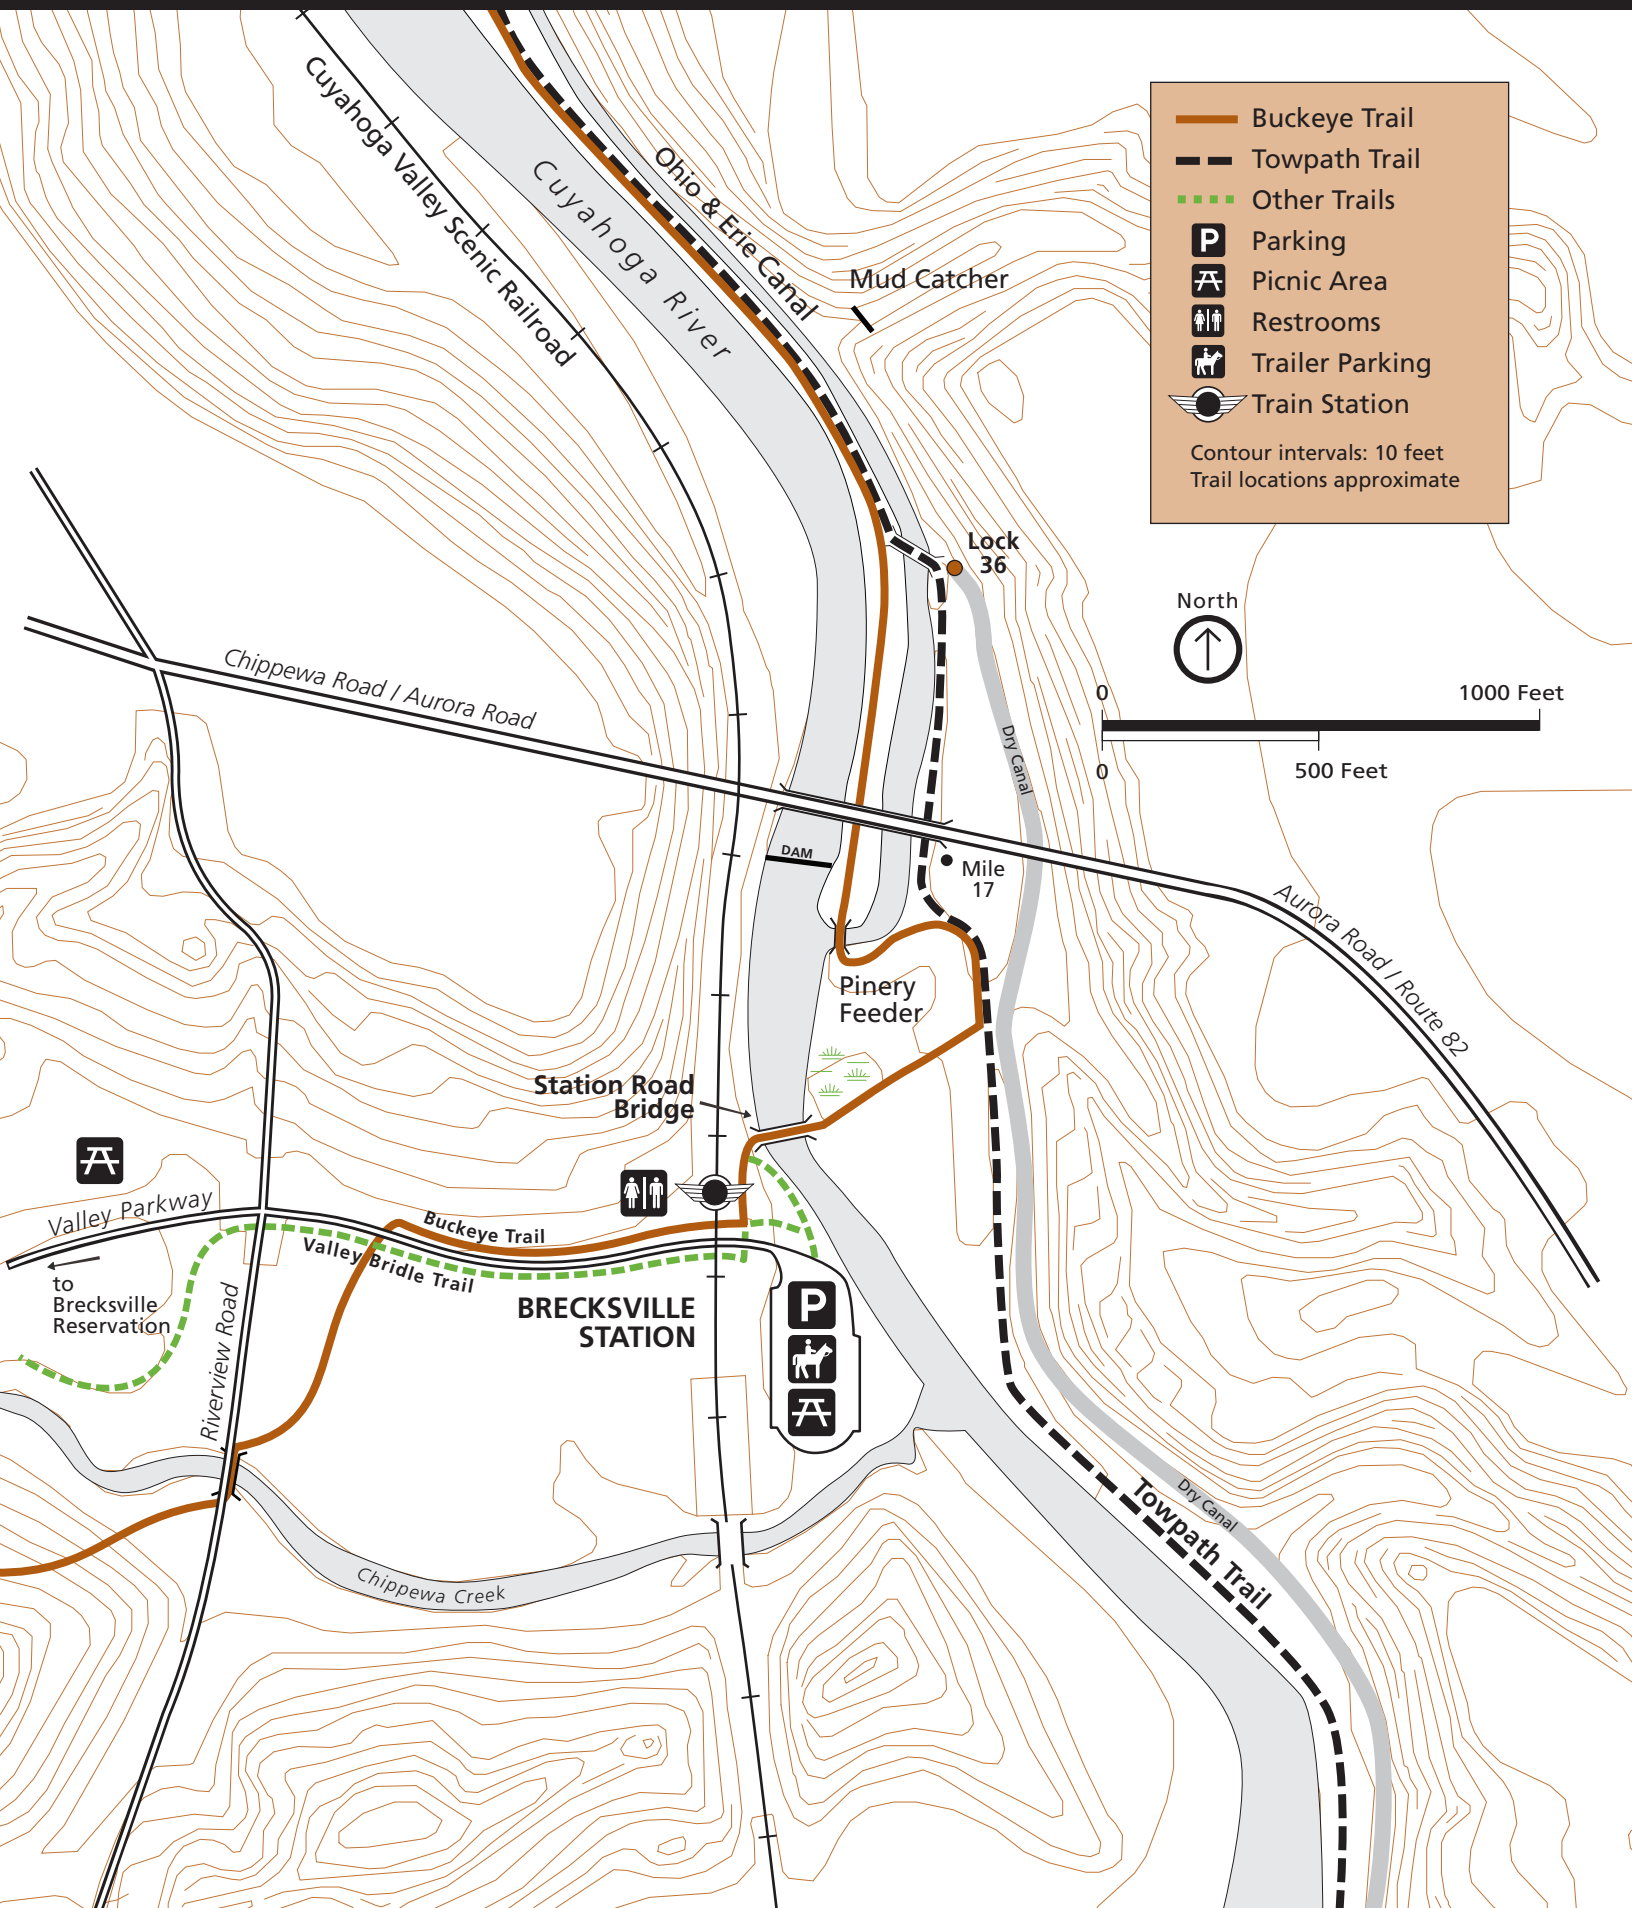 Cuyahoga Valley Scenic Railroad
Cuyahoga River
Ohio & Erie Canal
Mud Catcher
Buckeye Trail
Towpath Trail
Other Trails
P
Parking
Picnic Area
Restrooms
Trailer Parking
Train Station
Contour intervals: 10 feet
Trail locations approximate
Lock
36
North
0
1000 Feet
0
500 Feet
Chippewa Road / Aurora Road
Dry Canal
DAM
Mile
17
Aurora Road / Route 82
Pinery
Feeder
Station Road
Bridge
Valley Parkway
Buckeye Trail
Valley Bridle Trail
to
Brecksville
Reservation
Riverview Road
BRECKSVILLE
STATION
P
Dry Canal
Towpath Trail
Chippewa Creek